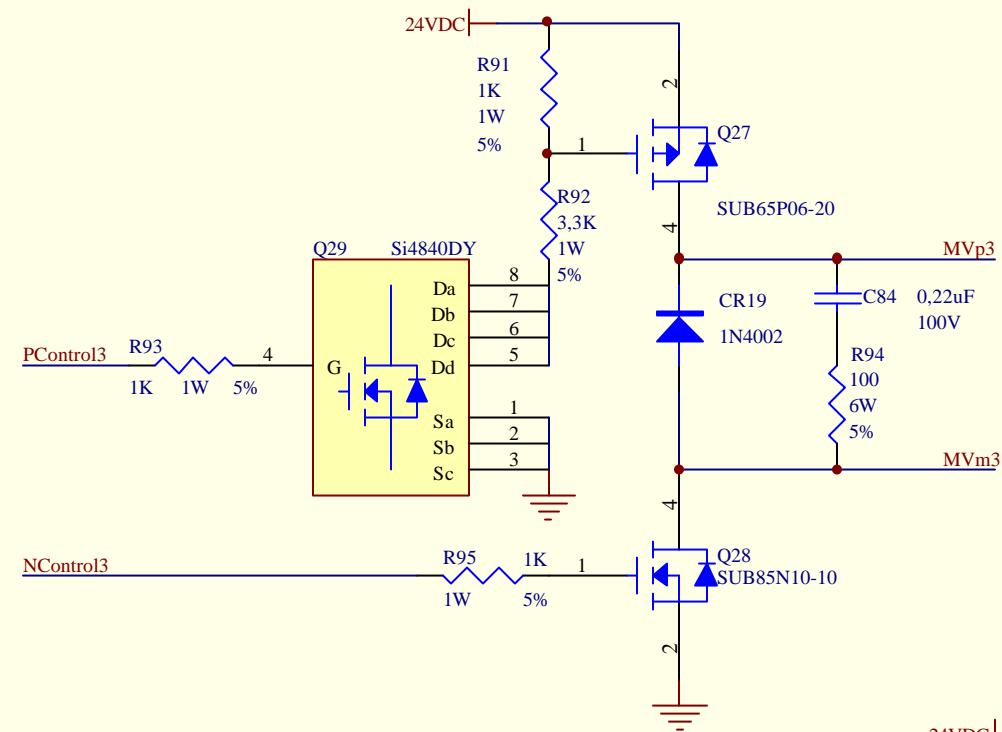 24VDC
R91
1K
1W
5%
2
Q27
1
SUB65P06-20
R92
3,3K
1W
5%
4
MVp3
Q29
Si4840DY
Da
8
Db
7
Dc
6
Dd
5
G
Sa
1
Sb
2
Sc
3
PControl3
R93
4
1K
1W
5%
CR19
1N4002
C84
0,22uF
100V
R94
100
6W
5%
MVm3
4
NControl3
R95
1K
1
1W
5%
Q28
SUB85N10-10
2
24VDC